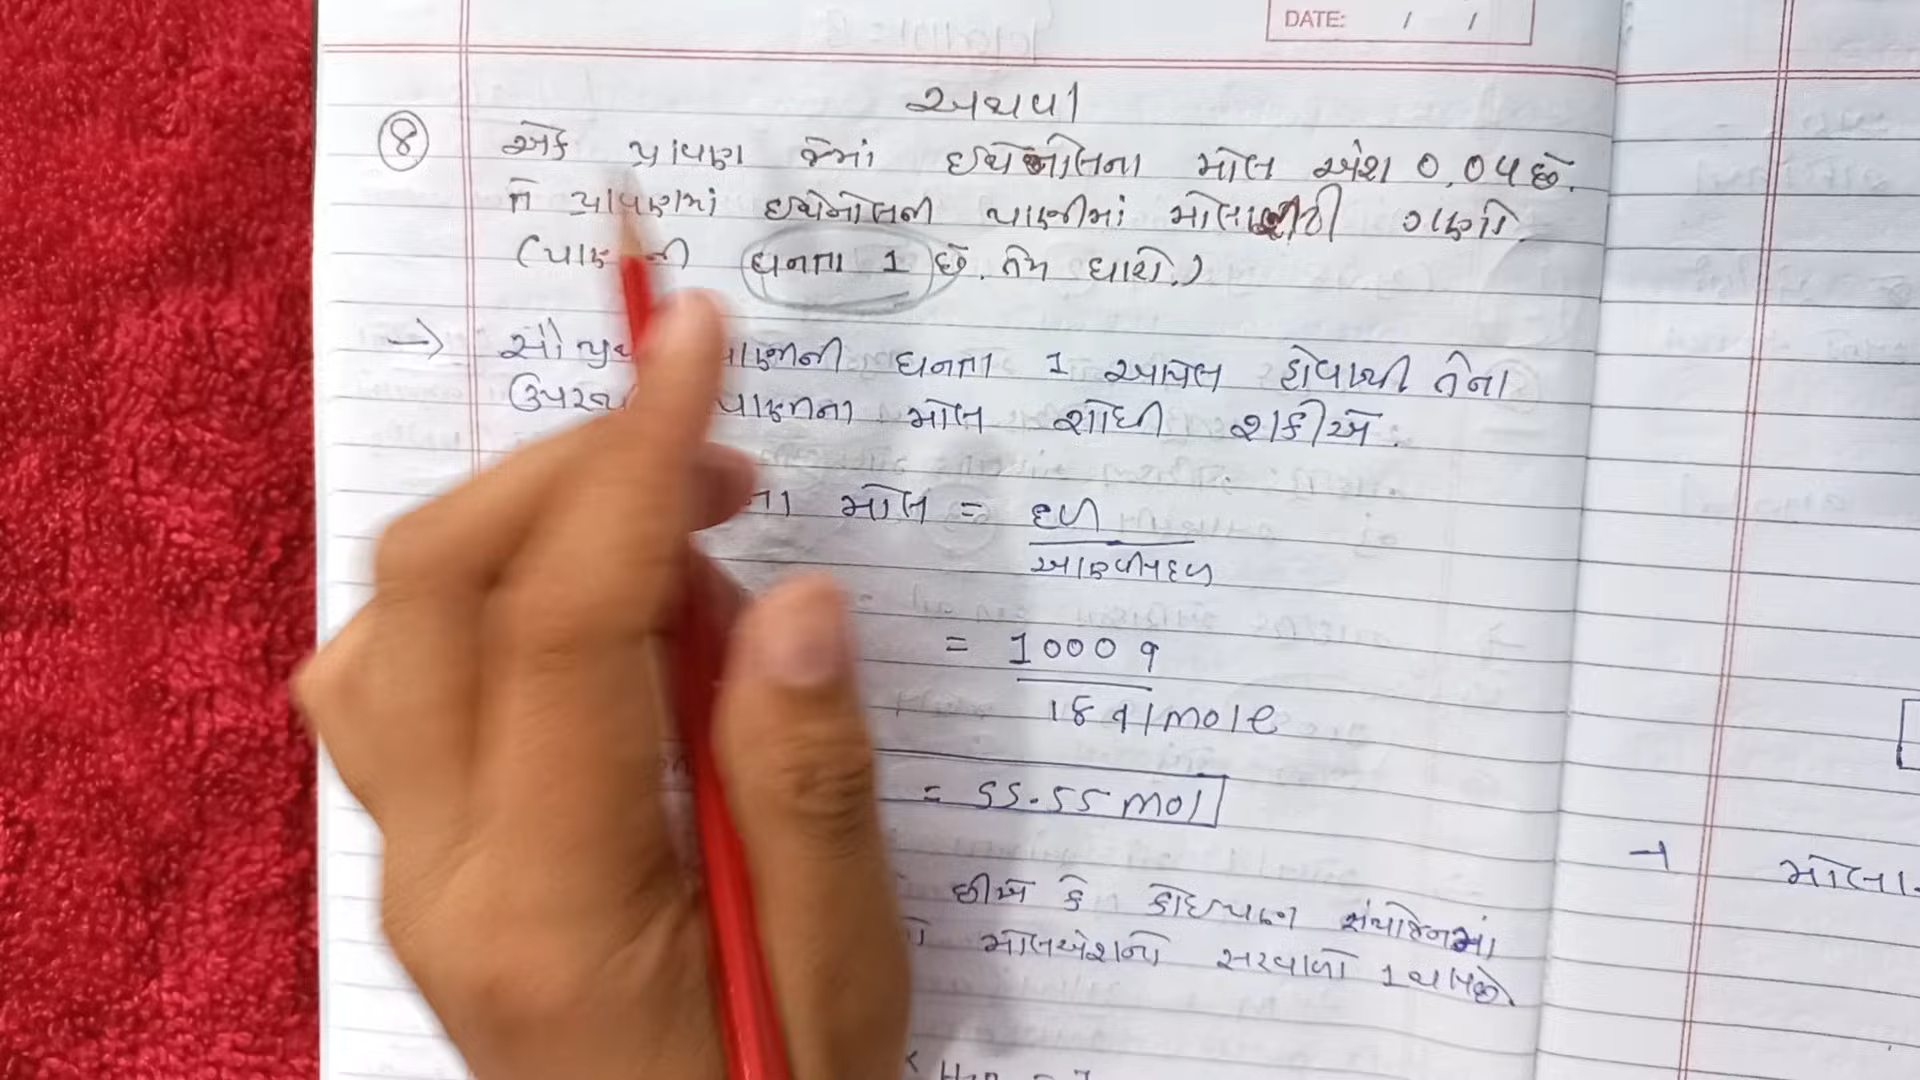 DATE: / /
અથવા
⑧ એક દ્રાવણ જેમાં ઇથેનોલના મોલ અંશ 0.04 છે.
તે દ્રાવણમાં ઇથેનોલની પાણીમાં મોલારીટી ગણો.
(પાણીની ઘનતા 1 છે. તેમ ધારો.)
→ સૌપ્રથમ પાણીની ઘનતા 1 આપેલ હોવાથી તેના
ઉપરથી પાણીના મોલ શોધી શકીએ.
મોલ = દળ
આણ્વીયદળ
= 1000 g
18 g/mole
= 55.55 mol
છીએ કે કોઇપણ સંયોજનમાં
મોલઅંશનો સરવાળો 1 થાય છે.